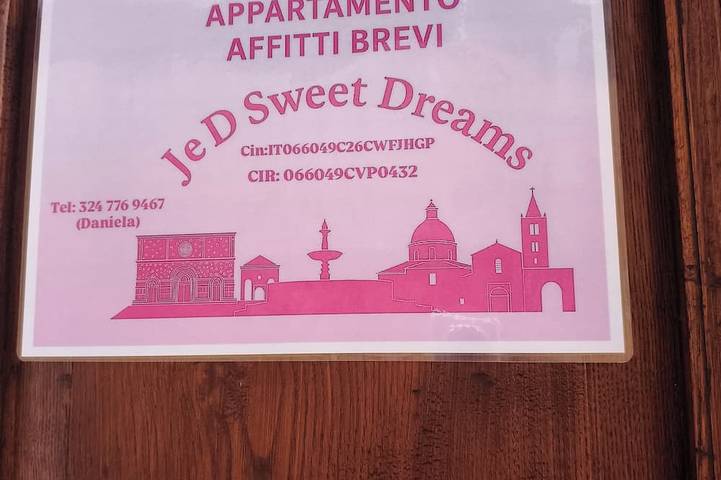 APPARTAMENTO
AFFITTI BREVI
JeD Sweet Dreams
Cin:IT066049C26CWFJHGP
CIR: 066049CVP0432
Tel: 324 776 9467
(Daniela)